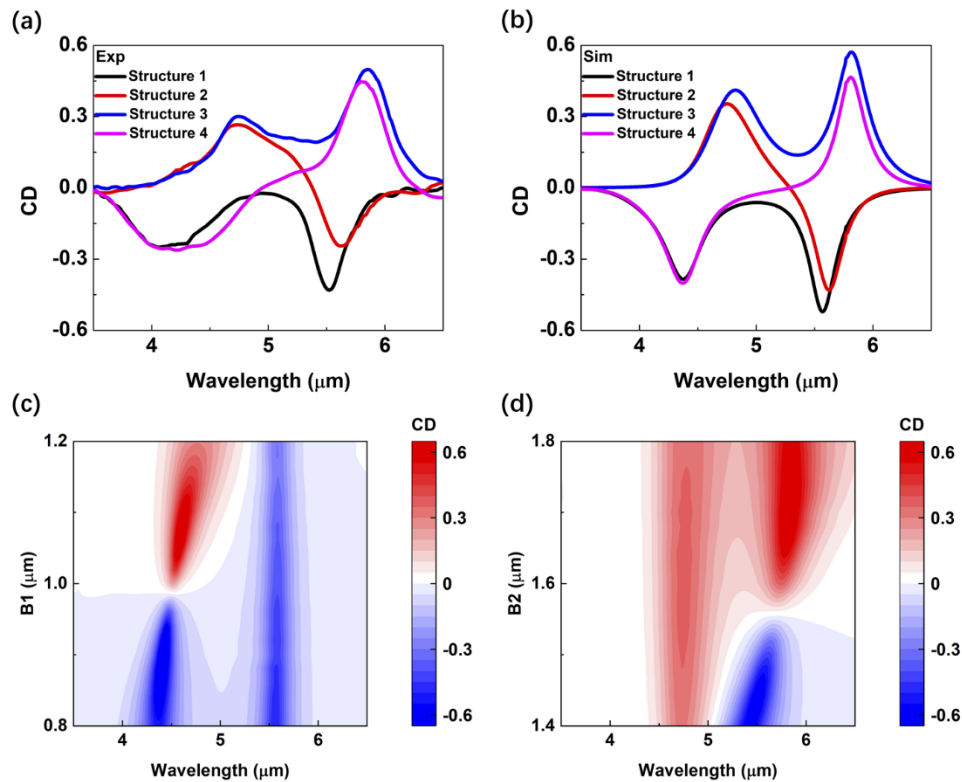 (a)
0.6
Exp
Structure 1
Structure 2
0.3
Structure 3
Structure 4
CD
0.0
-0.3
-0.6
4
5
6
Wavelength (μm)
(b)
0.6
Sim
Structure 1
Structure 2
0.3
Structure 3
Structure 4
CD
0.0
-0.3
-0.6
4
5
6
Wavelength (μm)
(c)
1.2
B1 (μm)
1.0
0.8
4
5
6
Wavelength (μm)
CD
0.6
0.3
0
-0.3
-0.6
(d)
1.8
B2 (μm)
1.6
1.4
4
5
6
Wavelength (μm)
CD
0.6
0.3
0
-0.3
-0.6